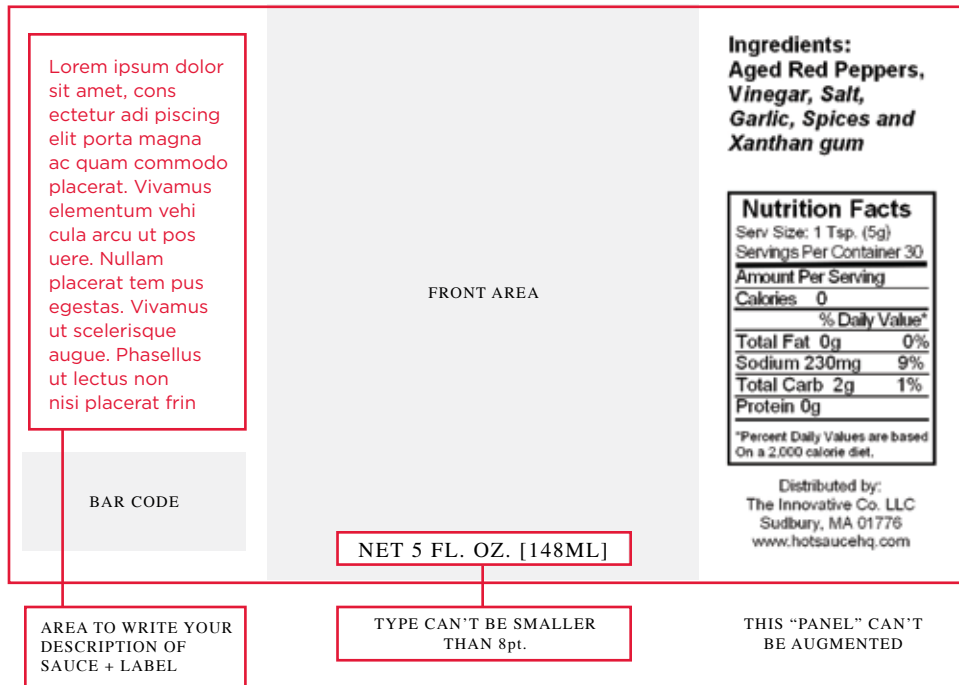 Lorem ipsum dolor
sit amet, cons
ectetur adi piscing
elit porta magna
ac quam commodo
placerat. Vivamus
elementum vehi
cula arcu ut pos
uere. Nullam
placerat tem pus
egestas. Vivamus
ut scelerisque
augue. Phasellus
ut lectus non
nisi placerat frin
BAR CODE
AREA TO WRITE YOUR
DESCRIPTION OF
SAUCE + LABEL
FRONT AREA
NET 5 FL. OZ. [148ML]
TYPE CAN’T BE SMALLER
THAN 8pt.
Ingredients:
Aged Red Peppers,
Vinegar, Salt,
Garlic, Spices and
Xanthan gum
Nutrition Facts
Serv Size: 1 Tsp. (5g)
Servings Per Container 30
Amount Per Serving
Calories 0
% Daily Value*
Total Fat 0g 0%
Sodium 230mg 9%
Total Carb 2g 1%
Protein 0g
*Percent Daily Values are based
On a 2,000 calorie diet.
Distributed by:
The Innovative Co. LLC
Sudbury, MA 01776
www.hotsaucehq.com
THIS “PANEL” CAN’T
BE AUGMENTED